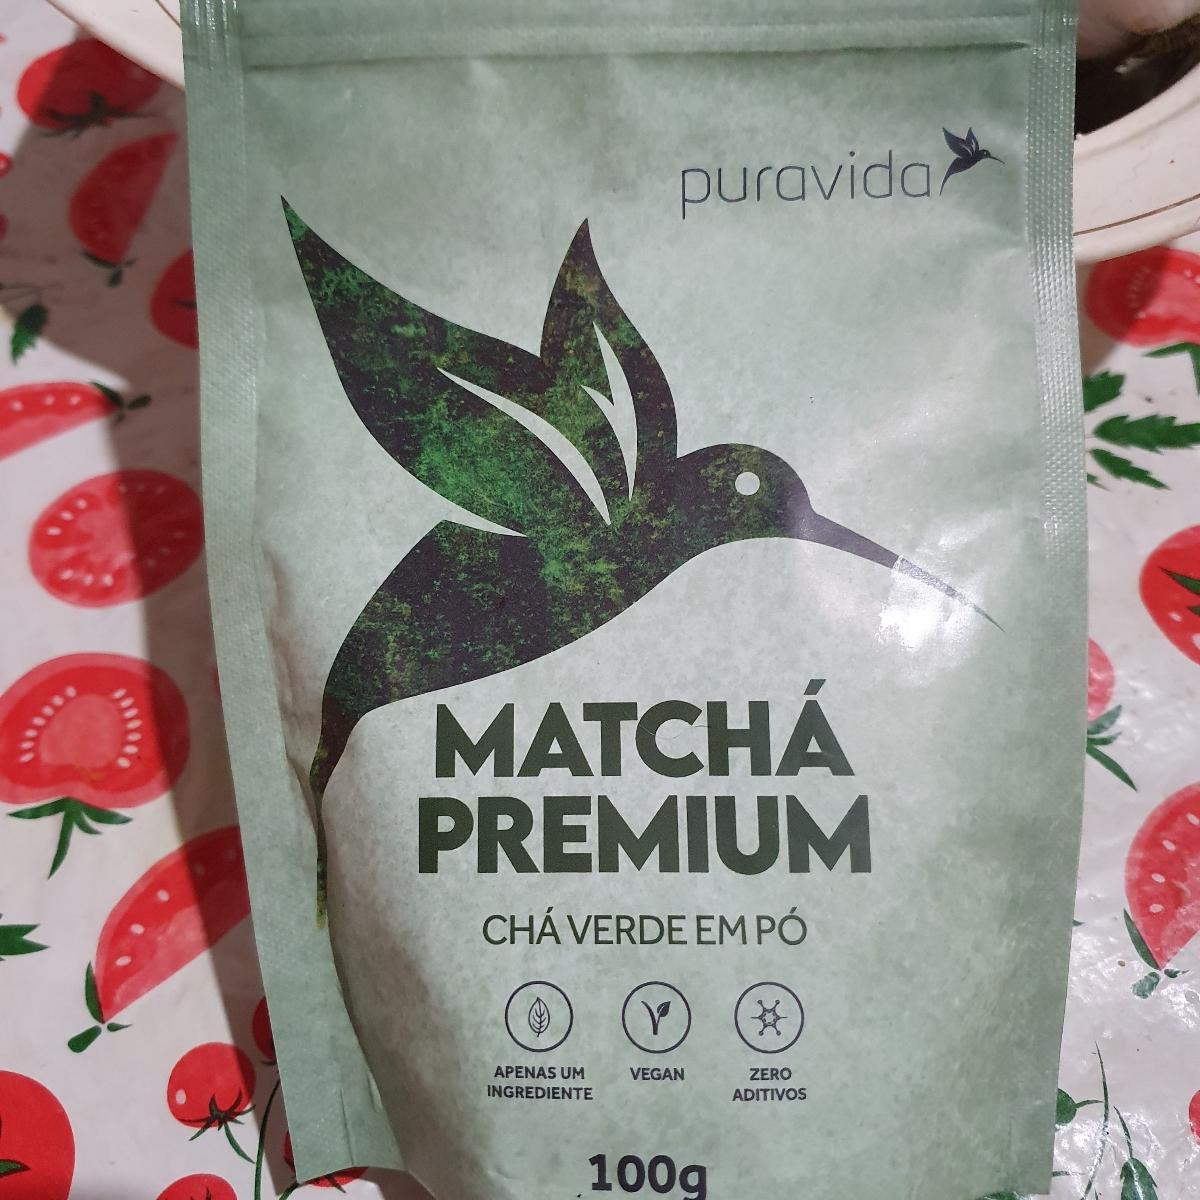 puravida
MATCHÁ
PREMIUM
CHÁ VERDE EM PÓ
APENAS UM
INGREDIENTE
VEGAN
ZERO
ADITIVOS
100g